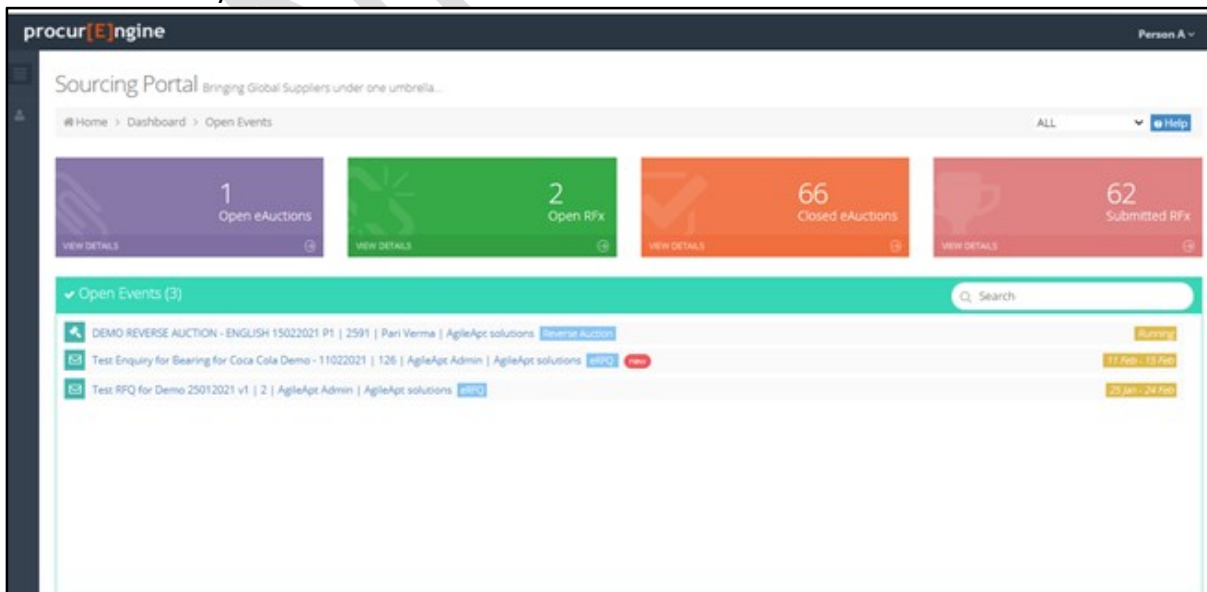 procur[E]ngine
Person A
Sourcing Portal Bringing Global Suppliers under one umbrella...
Home > Dashboard > Open Events
ALL
Help
1
Open eAuctions
VIEW DETAILS
2
Open RFx
VIEW DETAILS
66
Closed eAuctions
VIEW DETAILS
62
Submitted RFx
VIEW DETAILS
Open Events (3)
Search
DEMO REVERSE AUCTION - ENGLISH 15022021 P1 | 2591 | Pari Verma | AgileApt solutions Reverse Auction
Running
Test Enquiry for Bearing for Coca Cola Demo - 11022021 | 126 | AgileApt Admin | AgileApt solutions eRFQ new
11 Feb - 15 Feb
Test RFQ for Demo 25012021 v1 | 2 | AgileApt Admin | AgileApt solutions eRFQ
25 Jan - 24 Feb